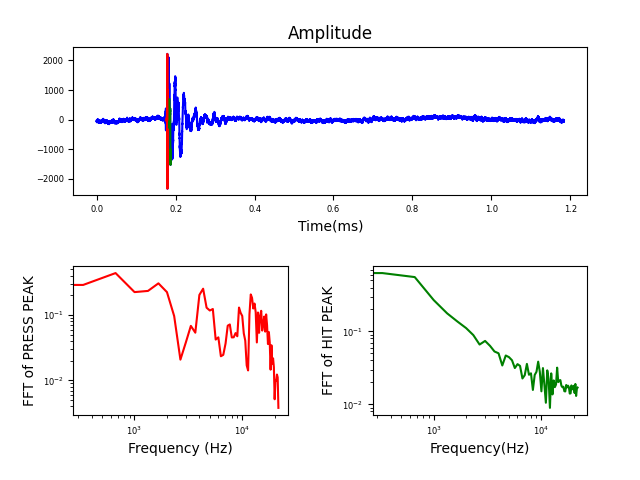 Amplitude
2000
1000
0
−1000
−2000
0.0 0.2 0.4 0.6 0.8 1.0 1.2
Time(ms)
FFT of PRESS PEAK
10⁻¹
10⁻²
10³ 10⁴
Frequency (Hz)
FFT of HIT PEAK
10⁻¹
10⁻²
10³ 10⁴
Frequency(Hz)